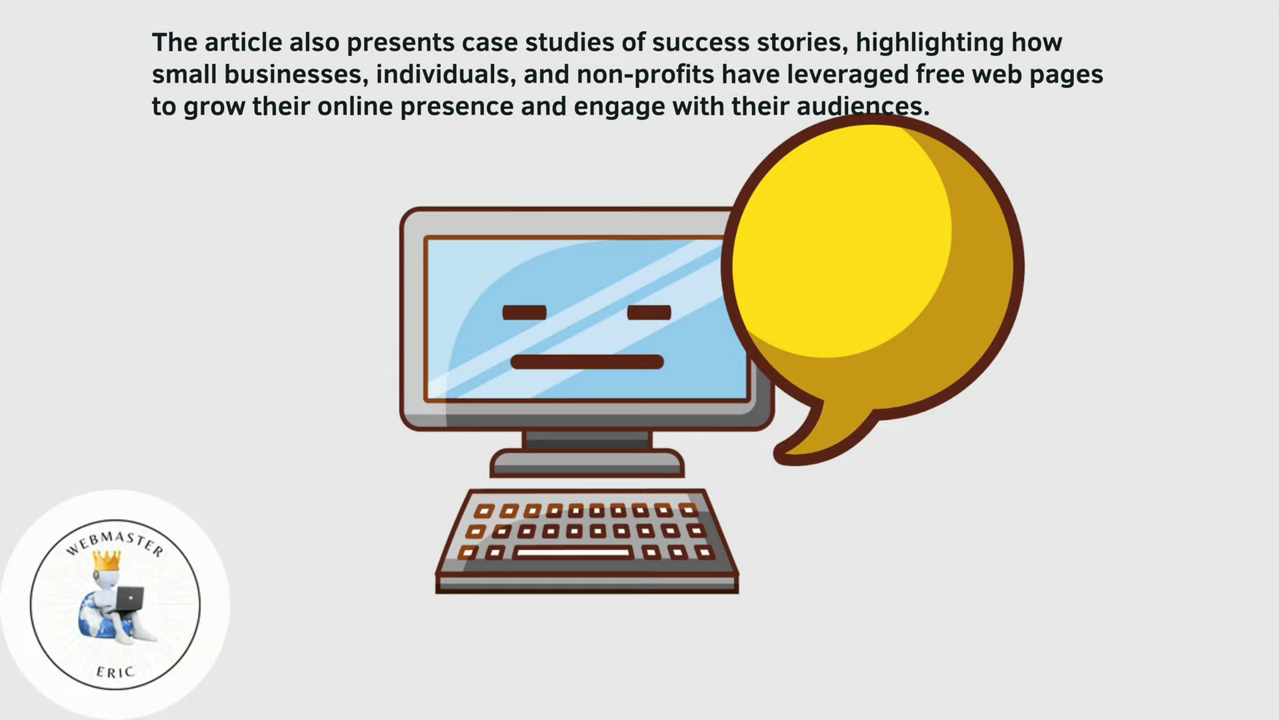 The article also presents case studies of success stories, highlighting how
small businesses, individuals, and non-profits have leveraged free web pages
to grow their online presence and engage with their audiences.
WEBMASTER
ERIC